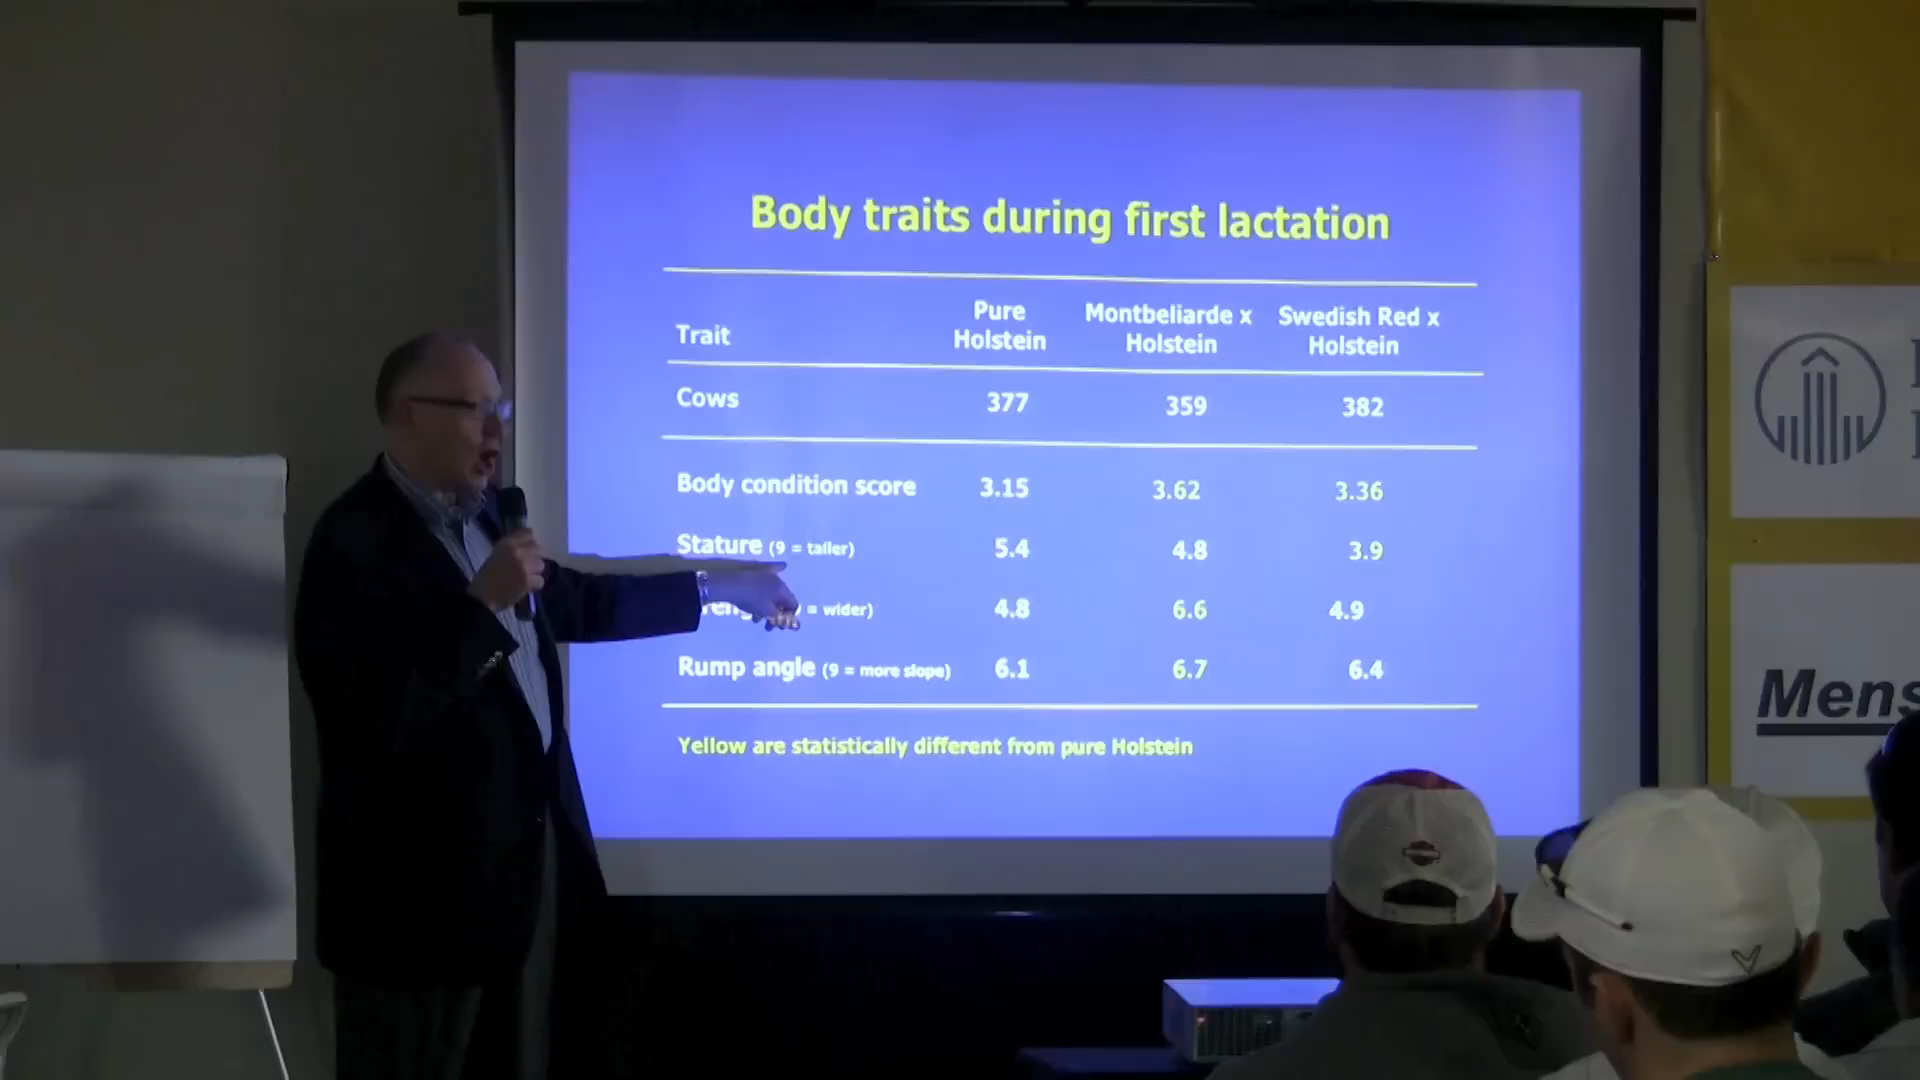 Body traits during first lactation
Trait
Pure Holstein
Montbeliarde x Holstein
Swedish Red x Holstein
Cows 377 359 382
Body condition score 3.15 3.62 3.36
Stature (9 = taller) 5.4 4.8 3.9
= wider) 4.8 6.6 4.9
Rump angle (9 = more slope) 6.1 6.7 6.4
Yellow are statistically different from pure Holstein
Mens